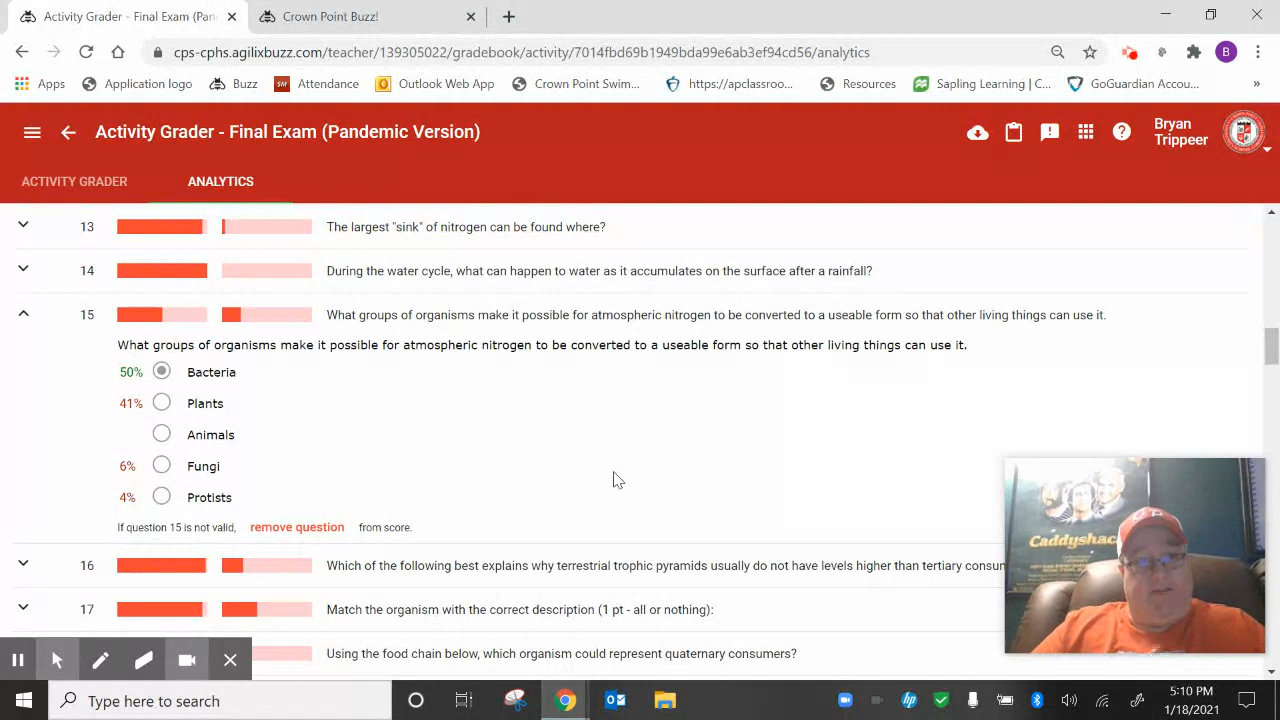 Activity Grader - Final Exam (Pan
Crown Point Buzz!
cps-cphs.agilixbuzz.com/teacher/139305022/gradebook/activity/7014fbd69b1949bda99e6ab3ef94cd56/analytics
B
Apps
Application logo
Buzz
SM
Attendance
Outlook Web App
Crown Point Swim...
https://apclassroo...
Resources
Sapling Learning | C...
GoGuardian Accou...
»
Activity Grader - Final Exam (Pandemic Version)
Bryan
Trippeer
ACTIVITY GRADER
ANALYTICS
13 The largest "sink" of nitrogen can be found where?
14 During the water cycle, what can happen to water as it accumulates on the surface after a rainfall?
15 What groups of organisms make it possible for atmospheric nitrogen to be converted to a useable form so that other living things can use it.
What groups of organisms make it possible for atmospheric nitrogen to be converted to a useable form so that other living things can use it.
50% Bacteria
41% Plants
Animals
6% Fungi
4% Protists
If question 15 is not valid, remove question from score.
16 Which of the following best explains why terrestrial trophic pyramids usually do not have levels higher than tertiary consum
17 Match the organism with the correct description (1 pt - all or nothing):
Using the food chain below, which organism could represent quaternary consumers?
Caddyshac
Type here to search
hp
5:10 PM
1/18/2021